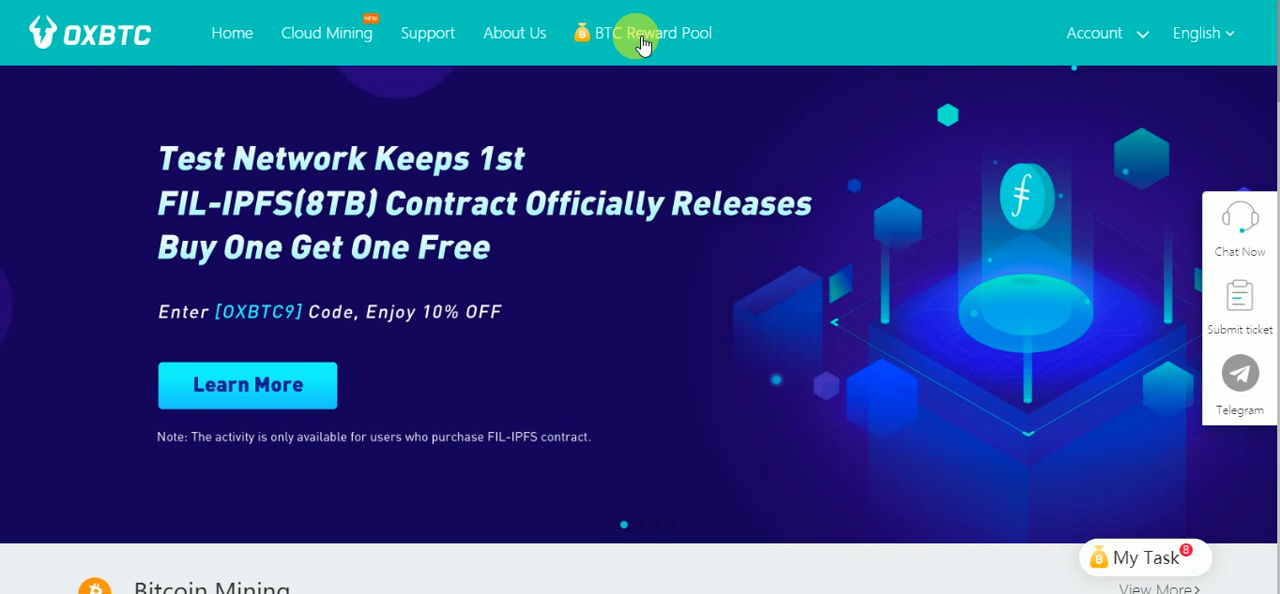 OXBTC
Home
Cloud Mining
NEW
Support
About Us
BTC Reward Pool
Account
English
Test Network Keeps 1st
FIL-IPFS(8TB) Contract Officially Releases
Buy One Get One Free
Enter [OXBTC9] Code, Enjoy 10% OFF
Learn More
Note: The activity is only available for users who purchase FIL-IPFS contract.
Chat Now
Submit ticket
Telegram
My Task
8
Bitcoin Mining
View More>